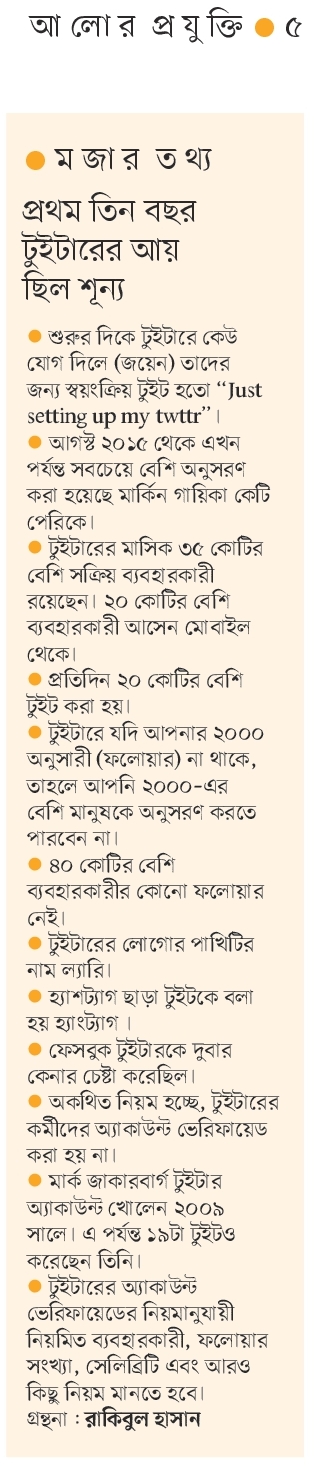 আলোর প্রযুক্তি ● ৫
● মজার তথ্য
প্রথম তিন বছর
টুইটারের আয়
ছিল শূন্য
● শুরুর দিকে টুইটারে কেউ
যোগ দিলে (জয়েন) তাদের
জন্য স্বয়ংক্রিয় টুইট হতো “Just
setting up my twttr”।
● আগস্ট ২০১৫ থেকে এখন
পর্যন্ত সবচেয়ে বেশি অনুসরণ
করা হয়েছে মার্কিন গায়িকা কেটি
পেরিকে।
● টুইটারের মাসিক ৩৫ কোটির
বেশি সক্রিয় ব্যবহারকারী
রয়েছেন। ২০ কোটির বেশি
ব্যবহারকারী আসেন মোবাইল
থেকে।
● প্রতিদিন ২০ কোটির বেশি
টুইট করা হয়।
● টুইটারে যদি আপনার ২০০০
অনুসারী (ফলোয়ার) না থাকে,
তাহলে আপনি ২০০০-এর
বেশি মানুষকে অনুসরণ করতে
পারবেন না।
● ৪০ কোটির বেশি
ব্যবহারকারীর কোনো ফলোয়ার
নেই।
● টুইটারের লোগোর পাখিটির
নাম ল্যারি।
● হ্যাশট্যাগ ছাড়া টুইটকে বলা
হয় হ্যাংট্যাগ ।
● ফেসবুক টুইটারকে দুবার
কেনার চেষ্টা করেছিল।
● অকথিত নিয়ম হচ্ছে, টুইটারের
কর্মীদের অ্যাকাউন্ট ভেরিফায়েড
করা হয় না।
● মার্ক জাকারবার্গ টুইটার
অ্যাকাউন্ট খোলেন ২০০৯
সালে। এ পর্যন্ত ১৯টা টুইটও
করেছেন তিনি।
● টুইটারের অ্যাকাউন্ট
ভেরিফায়েডের নিয়মানুযায়ী
নিয়মিত ব্যবহারকারী, ফলোয়ার
সংখ্যা, সেলিব্রিটি এবং আরও
কিছু নিয়ম মানতে হবে।
গ্রন্থনা : রাকিবুল হাসান